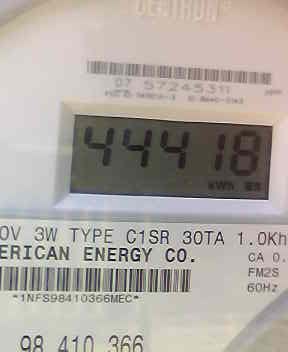 CENTRON
07 57245311
44418
kWh
0V 3W TYPE C1SR 30TA 1.0Kh
ERICAN ENERGY CO. CA 0.
FM2S
*1NFS98410366MEC* 60Hz
98 410 366